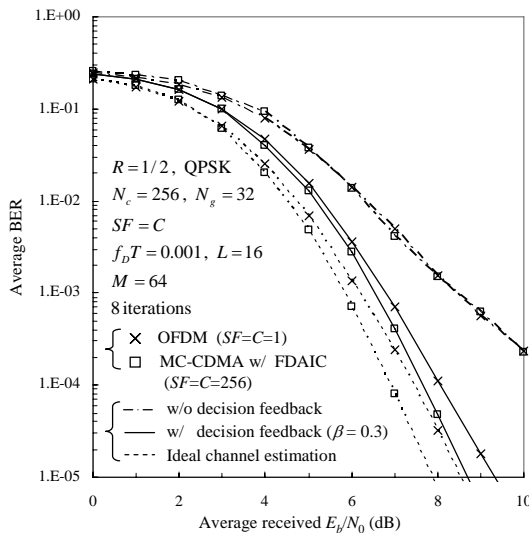 1.E+00
1.E-01
1.E-02
1.E-03
1.E-04
1.E-05
Average BER
R = 1/2 , QPSK
N_c = 256 , N_g = 32
SF = C
f_D T = 0.001 , L = 16
M = 64
8 iterations
OFDM (SF=C=1)
MC-CDMA w/ FDAIC
(SF=C=256)
w/o decision feedback
w/ decision feedback (β = 0.3)
Ideal channel estimation
0 2 4 6 8 10
Average received E_b/N_0 (dB)